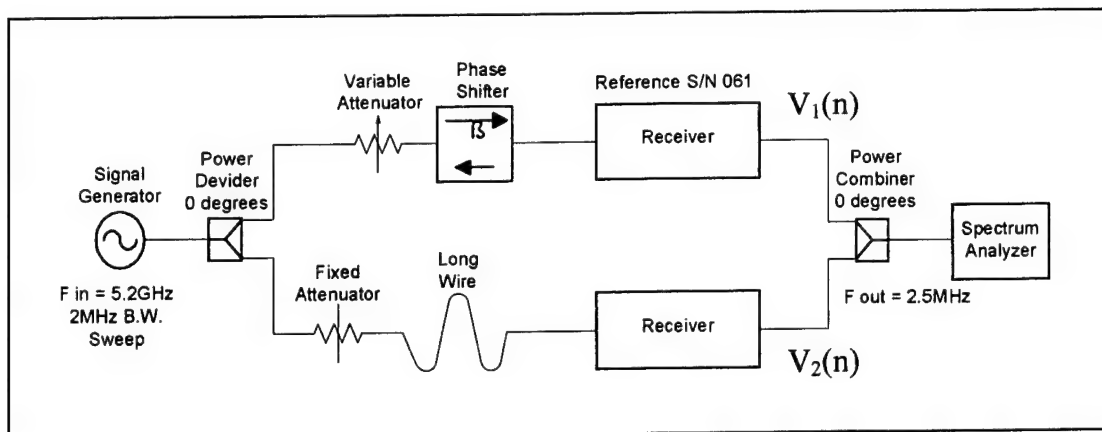 Signal
Generator
F in = 5.2GHz
2MHz B.W.
Sweep
Power
Devider
0 degrees
Variable
Attenuator
Phase
Shifter
ß
Reference S/N 061
Receiver
V₁(n)
Fixed
Attenuator
Long
Wire
Receiver
V₂(n)
Power
Combiner
0 degrees
F out = 2.5MHz
Spectrum
Analyzer